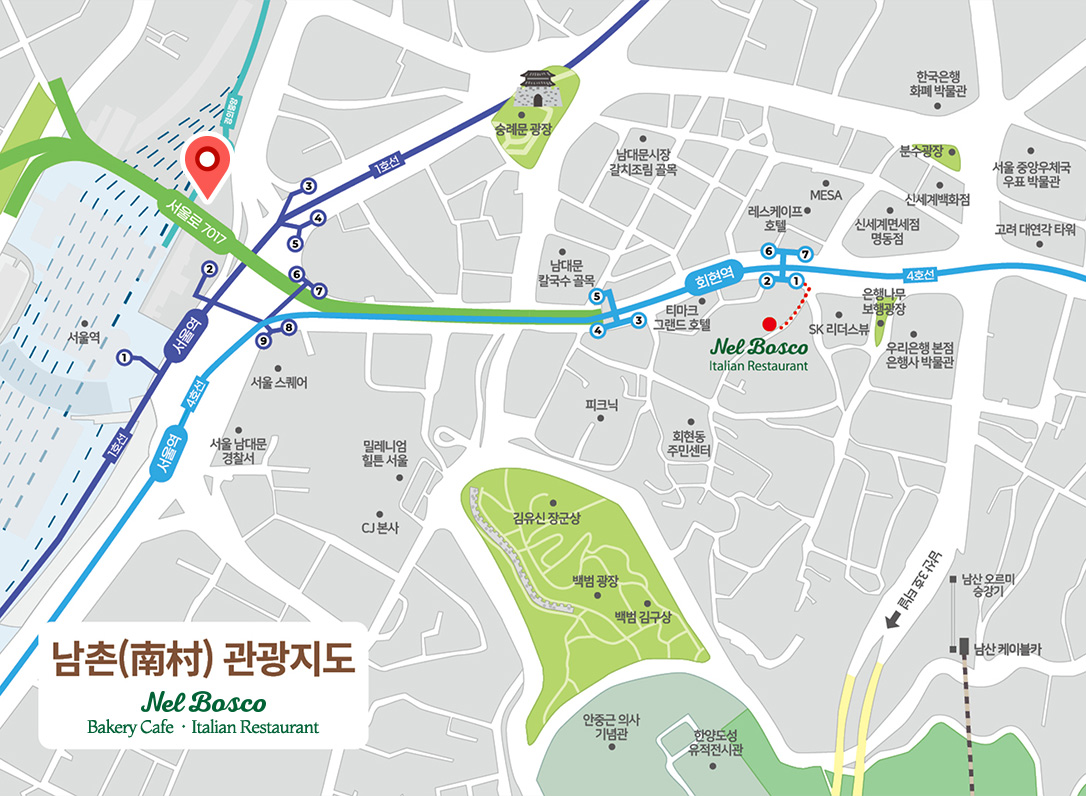 경의중앙
1호선
숭례문 광장
한국은행
화폐 박물관
남대문시장
갈치조림 골목
분수광장
서울 중앙우체국
우표 박물관
MESA
신세계백화점
레스케이프
호텔
신세계면세점
명동점
고려 대연각 타워
서울로 7017
3
4
5
2
6
7
8
9
1
남대문
칼국수 골목
회현역
6
7
2
1
4호선
5
4
3
티마크
그랜드 호텔
은행나무
보행광장
SK 리더스뷰
우리은행 본점
은행사 박물관
Nel Bosco
Italian Restaurant
서울역
서울역
서울 스퀘어
4호선
피크닉
회현동
주민센터
서울 남대문
경찰서
밀레니엄
힐튼 서울
1호선
서울역
CJ 본사
김유신 장군상
백범 광장
백범 김구상
남산 3호 터널
남산 오르미
승강기
남산 케이블카
안중근 의사
기념관
한양도성
유적전시관
남촌(南村) 관광지도
Nel Bosco
Bakery Cafe · Italian Restaurant